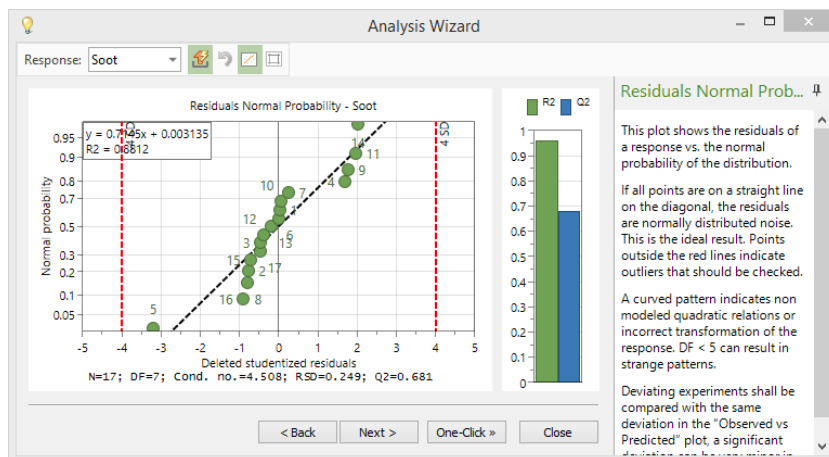 Analysis Wizard
Response: Soot
Residuals Normal Probability - Soot
y = 0.7145x + 0.003135
R2 = 0.8812
4 SD
Normal probability
0.95
0.9
0.8
0.7
0.5
0.3
0.2
0.1
0.05
14
11
9
4
10
7
1
12
6
3
13
15
2
17
16
8
5
-5 -4 -3 -2 -1 0 1 2 3 4 5
Deleted studentized residuals
N=17; DF=7; Cond. no.=4.508; RSD=0.249; Q2=0.681
R2 Q2
1
0.9
0.8
0.7
0.6
0.5
0.4
0.3
0.2
0.1
0
< Back Next > One-Click » Close
Residuals Normal Prob...
This plot shows the residuals of
a response vs. the normal
probability of the distribution.
If all points are on a straight line
on the diagonal, the residuals
are normally distributed noise.
This is the ideal result. Points
outside the red lines indicate
outliers that should be checked.
A curved pattern indicates non
modeled quadratic relations or
incorrect transformation of the
response. DF < 5 can result in
strange patterns.
Deviating experiments shall be
compared with the same
deviation in the "Observed vs
Predicted" plot, a significant
deviation can be very minor in